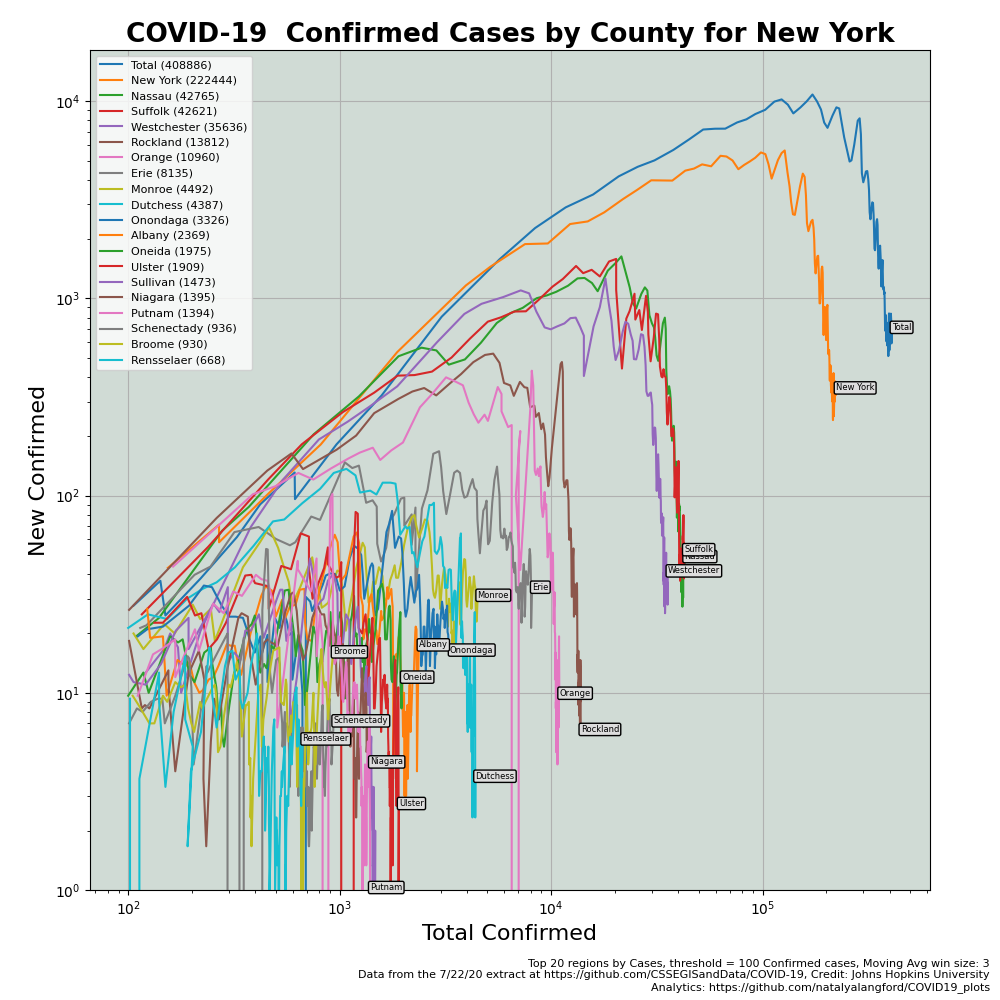 COVID-19  Confirmed Cases by County for New York
Total (408886)
New York (222444)
Nassau (42765)
Suffolk (42621)
Westchester (35636)
Rockland (13812)
Orange (10960)
Erie (8135)
Monroe (4492)
Dutchess (4387)
Onondaga (3326)
Albany (2369)
Oneida (1975)
Ulster (1909)
Sullivan (1473)
Niagara (1395)
Putnam (1394)
Schenectady (936)
Broome (930)
Rensselaer (668)
10^4
10^3
10^2
10^1
10^0
New Confirmed
Total
New York
Suffolk
Nassau
Westchester
Erie
Monroe
Albany
Onondaga
Broome
Oneida
Orange
Schenectady
Rockland
Rensselaer
Niagara
Dutchess
Ulster
Putnam
10^2
10^3
10^4
10^5
Total Confirmed
Top 20 regions by Cases, threshold = 100 Confirmed cases, Moving Avg win size: 3
Data from the 7/22/20 extract at https://github.com/CSSEGISandData/COVID-19, Credit: Johns Hopkins University
Analytics: https://github.com/natalyalangford/COVID19_plots